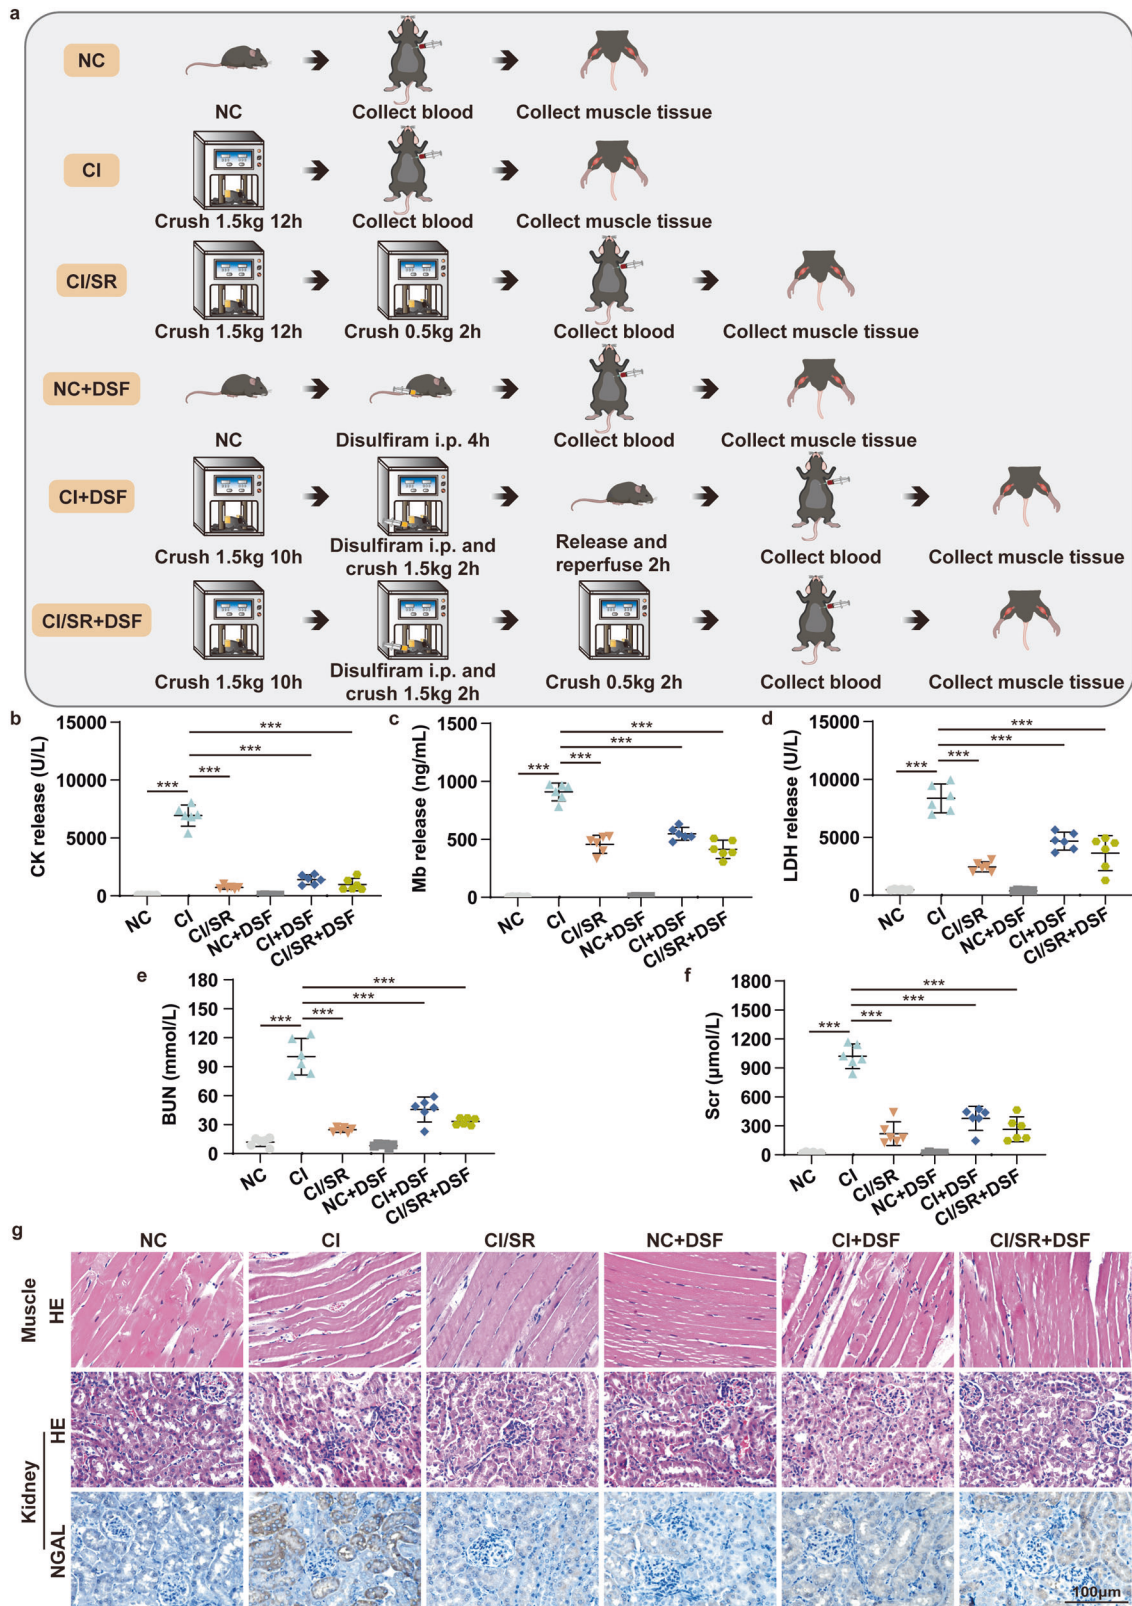 a
NC
NC
Collect blood
Collect muscle tissue
CI
Crush 1.5kg 12h
Collect blood
Collect muscle tissue
CI/SR
Crush 1.5kg 12h
Crush 0.5kg 2h
Collect blood
Collect muscle tissue
NC+DSF
NC
Disulfiram i.p. 4h
Collect blood
Collect muscle tissue
CI+DSF
Crush 1.5kg 10h
Disulfiram i.p. and
crush 1.5kg 2h
Release and
reperfuse 2h
Collect blood
Collect muscle tissue
CI/SR+DSF
Crush 1.5kg 10h
Disulfiram i.p. and
crush 1.5kg 2h
Crush 0.5kg 2h
Collect blood
Collect muscle tissue
b
CK release (U/L)
15000
10000
5000
0
***
***
***
***
NC
CI
CI/SR
NC+DSF
CI+DSF
CI/SR+DSF
c
Mb release (ng/mL)
1500
1000
500
0
***
***
***
***
NC
CI
CI/SR
NC+DSF
CI+DSF
CI/SR+DSF
d
LDH release (U/L)
15000
10000
5000
0
***
***
***
***
NC
CI
CI/SR
NC+DSF
CI+DSF
CI/SR+DSF
e
BUN (mmol/L)
180
150
120
90
60
30
0
***
***
***
***
NC
CI
CI/SR
NC+DSF
CI+DSF
CI/SR+DSF
f
Scr (μmol/L)
1800
1500
1200
900
600
300
0
***
***
***
***
NC
CI
CI/SR
NC+DSF
CI+DSF
CI/SR+DSF
g
NC
CI
CI/SR
NC+DSF
CI+DSF
CI/SR+DSF
Muscle
HE
Kidney
HE
NGAL
100μm